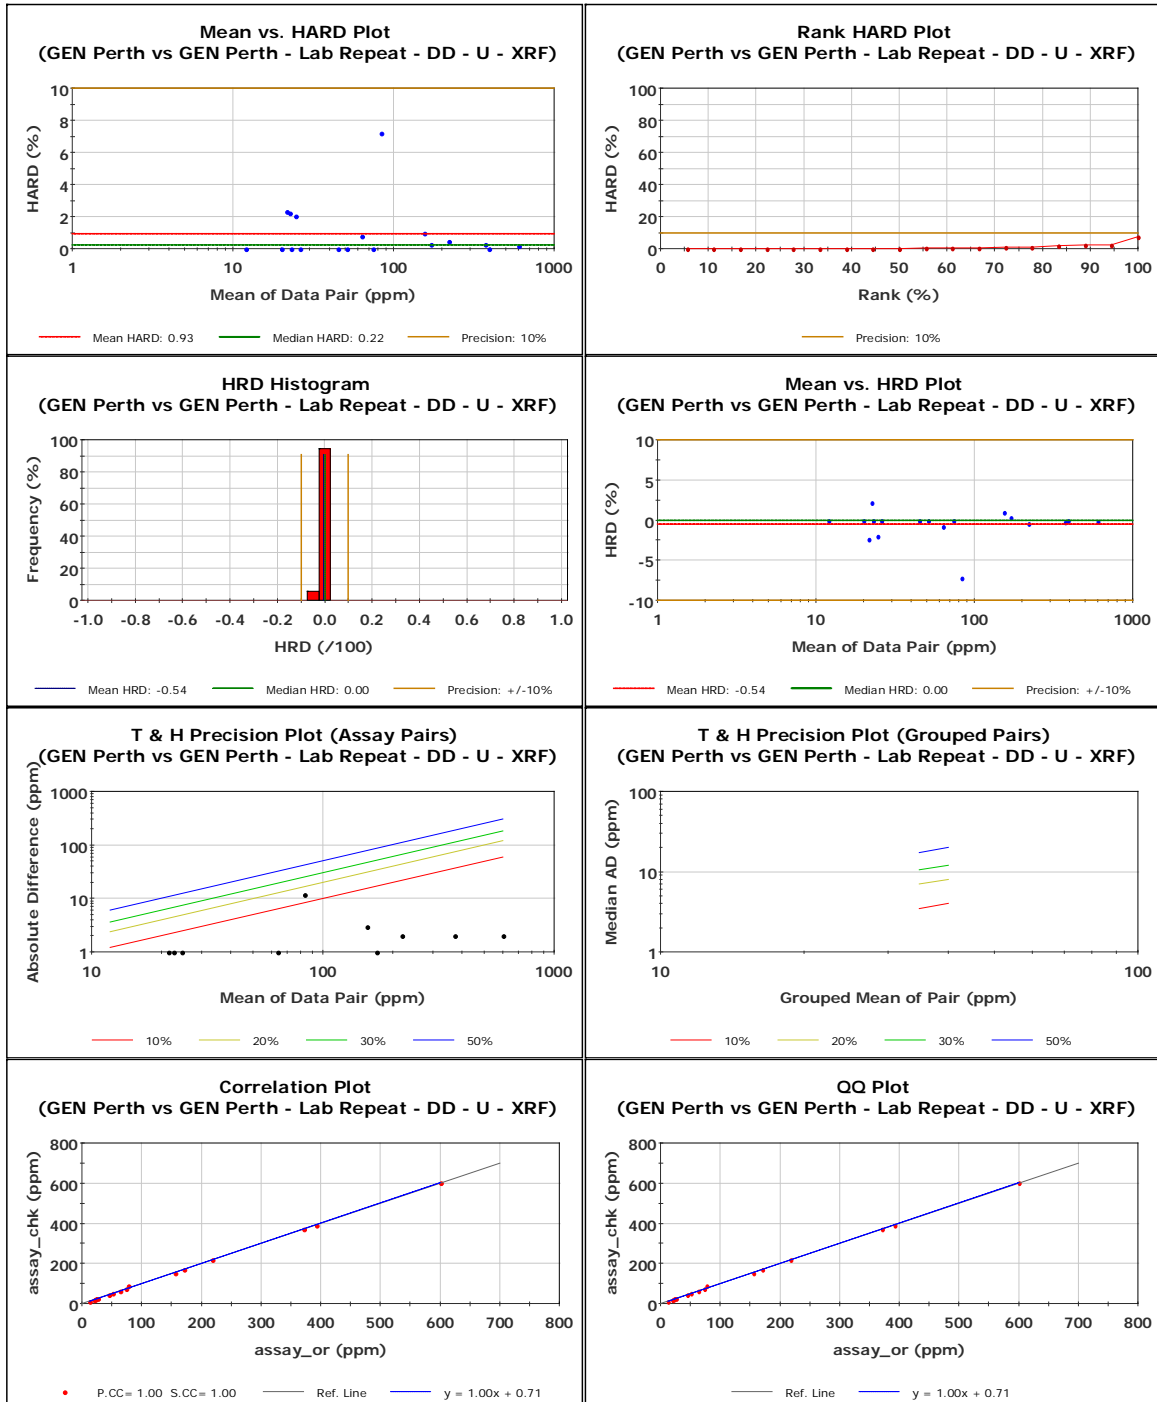 Mean vs. HARD Plot
(GEN Perth vs GEN Perth - Lab Repeat - DD - U - XRF)
HARD (%)
10
8
6
4
2
0
1 10 100 1000
Mean of Data Pair (ppm)
Mean HARD: 0.93 Median HARD: 0.22 Precision: 10%
Rank HARD Plot
(GEN Perth vs GEN Perth - Lab Repeat - DD - U - XRF)
HARD (%)
100
80
60
40
20
0
0 10 20 30 40 50 60 70 80 90 100
Rank (%)
Precision: 10%
HRD Histogram
(GEN Perth vs GEN Perth - Lab Repeat - DD - U - XRF)
Frequency (%)
100
80
60
40
20
0
-1.0 -0.8 -0.6 -0.4 -0.2 0.0 0.2 0.4 0.6 0.8 1.0
HRD (/100)
Mean HRD: -0.54 Median HRD: 0.00 Precision: +/-10%
Mean vs. HRD Plot
(GEN Perth vs GEN Perth - Lab Repeat - DD - U - XRF)
HRD (%)
10
5
0
-5
-10
1 10 100 1000
Mean of Data Pair (ppm)
Mean HRD: -0.54 Median HRD: 0.00 Precision: +/-10%
T & H Precision Plot (Assay Pairs)
(GEN Perth vs GEN Perth - Lab Repeat - DD - U - XRF)
Absolute Difference (ppm)
1000
100
10
1
10 100 1000
Mean of Data Pair (ppm)
10% 20% 30% 50%
T & H Precision Plot (Grouped Pairs)
(GEN Perth vs GEN Perth - Lab Repeat - DD - U - XRF)
Median AD (ppm)
100
10
1
10 100
Grouped Mean of Pair (ppm)
10% 20% 30% 50%
Correlation Plot
(GEN Perth vs GEN Perth - Lab Repeat - DD - U - XRF)
assay_chk (ppm)
800
600
400
200
0
0 100 200 300 400 500 600 700 800
assay_or (ppm)
P.CC= 1.00 S.CC= 1.00 Ref. Line y = 1.00x + 0.71
QQ Plot
(GEN Perth vs GEN Perth - Lab Repeat - DD - U - XRF)
assay_chk (ppm)
800
600
400
200
0
0 100 200 300 400 500 600 700 800
assay_or (ppm)
Ref. Line y = 1.00x + 0.71